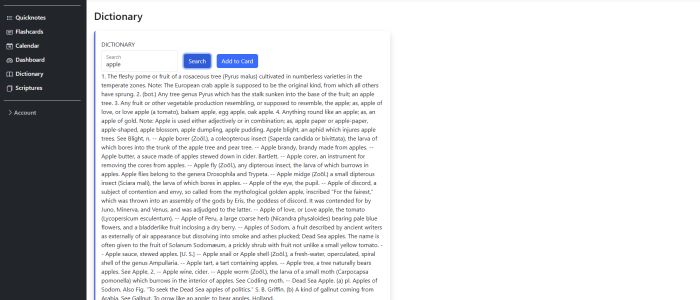 Quicknotes
Flashcards
Calendar
Dashboard
Dictionary
Scriptures
Account
Dictionary
DICTIONARY
Search
apple
Search
Add to Card
1. The fleshy pome or fruit of a rosaceous tree (Pyrus malus) cultivated in numberless varieties in the
temperate zones. Note: The European crab apple is supposed to be the original kind, from which all others
have sprung. 2. (bot.) Any tree genus Pyrus which has the stalk sunken into the base of the fruit; an apple
tree. 3. Any fruit or other vegetable production resembling, or supposed to resemble, the apple; as, apple of
love, or love apple (a tomato), balsam apple, egg apple, oak apple. 4. Anything round like an apple; as, an
apple of gold. Note: Apple is used either adjectively or in combination; as, apple paper or apple-paper,
apple-shaped, apple blossom, apple dumpling, apple pudding. Apple blight, an aphid which injures apple
trees. See Blight, n. -- Apple borer (Zoöl.), a coleopterous insect (Saperda candida or bivittata), the larva of
which bores into the trunk of the apple tree and pear tree. -- Apple brandy, brandy made from apples. --
Apple butter, a sauce made of apples stewed down in cider. Bartlett. -- Apple corer, an instrument for
removing the cores from apples. -- Apple fly (Zoöl.), any dipterous insect, the larva of which burrows in
apples. Apple flies belong to the genera Drosophila and Trypeta. -- Apple midge (Zoöl.) a small dipterous
insect (Sciara mali), the larva of which bores in apples. -- Apple of the eye, the pupil. -- Apple of discord, a
subject of contention and envy, so called from the mythological golden apple, inscribed "For the fairest,"
which was thrown into an assembly of the gods by Eris, the goddess of discord. It was contended for by
Juno, Minerva, and Venus, and was adjudged to the latter. -- Apple of love, or Love apple, the tomato
(Lycopersicum esculentum). -- Apple of Peru, a large coarse herb (Nicandra physaloides) bearing pale blue
flowers, and a bladderlike fruit inclosing a dry berry. -- Apples of Sodom, a fruit described by ancient writers
as externally of air appearance but dissolving into smoke and ashes plucked; Dead Sea apples. The name is
often given to the fruit of Solanum Sodomæum, a prickly shrub with fruit not unlike a small yellow tomato. -
- Apple sauce, stewed apples. [U. S.] -- Apple snail or Apple shell (Zoöl.), a fresh-water, operculated, spiral
shell of the genus Ampullaria. -- Apple tart, a tart containing apples. -- Apple tree, a tree naturally bears
apples. See Apple, 2. -- Apple wine, cider. -- Apple worm (Zoöl.), the larva of a small moth (Carpocapsa
pomonella) which burrows in the interior of apples. See Codling moth. -- Dead Sea Apple. (a) pl. Apples of
Sodom. Also Fig. "To seek the Dead Sea apples of politics." S. B. Griffin. (b) A kind of gallnut coming from
Arabia. See Gallnut. To grow like an apple; to bear apples. Holland.